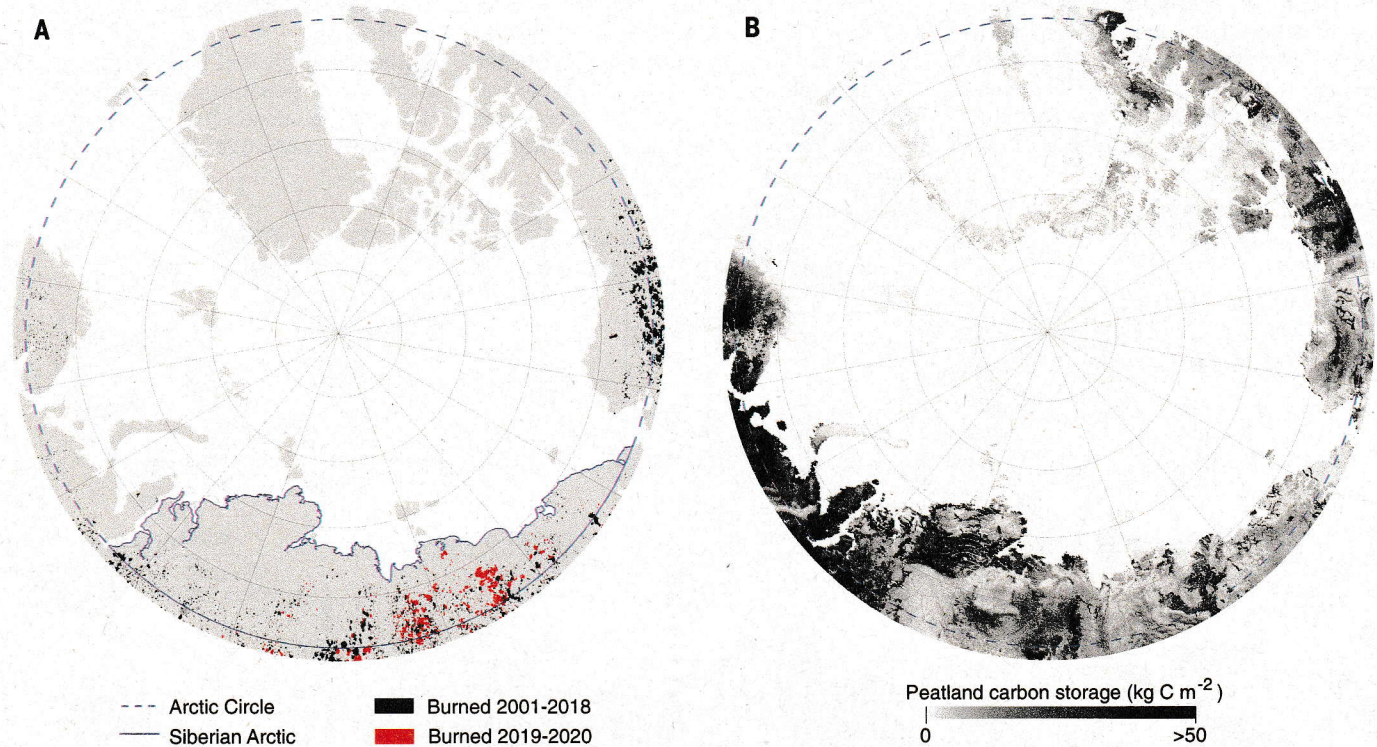 A
B
Arctic Circle
Siberian Arctic
Burned 2001-2018
Burned 2019-2020
Peatland carbon storage (kg C m-2)
0
>50